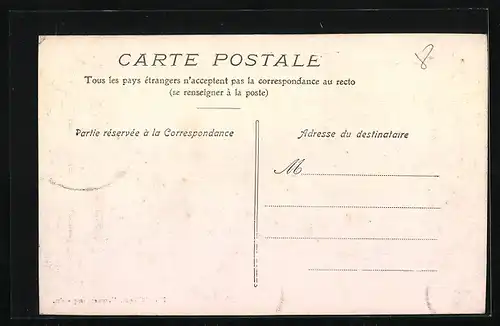 CARTE POSTALE
8
Tous les pays étrangers n'acceptent pas la correspondance au recto
(se renseigner à la poste)
Partie réservée à la Correspondance
Adresse du destinataire
M